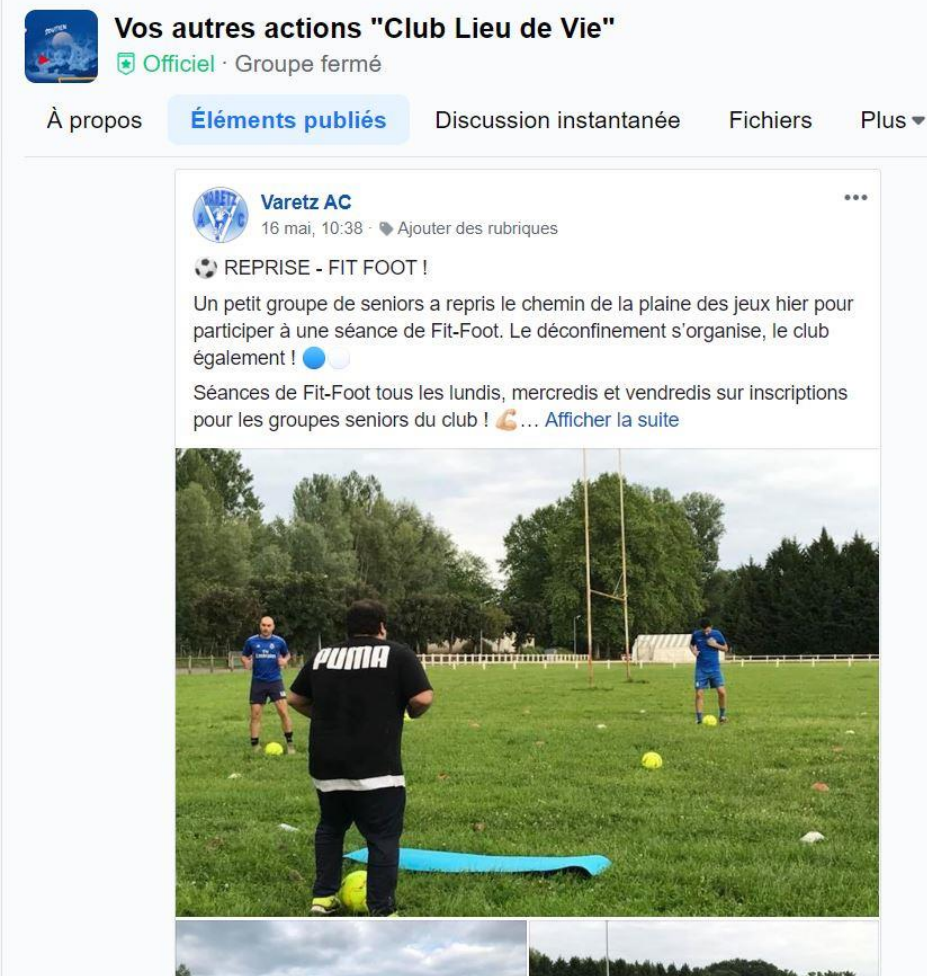 Vos autres actions "Club Lieu de Vie"
Officiel · Groupe fermé
À propos Éléments publiés Discussion instantanée Fichiers Plus
VARETZ
A C
Varetz AC
16 mai, 10:38 · Ajouter des rubriques
REPRISE - FIT FOOT !
Un petit groupe de seniors a repris le chemin de la plaine des jeux hier pour
participer à une séance de Fit-Foot. Le déconfinement s’organise, le club
également !
Séances de Fit-Foot tous les lundis, mercredis et vendredis sur inscriptions
pour les groupes seniors du club ! … Afficher la suite
PUMA